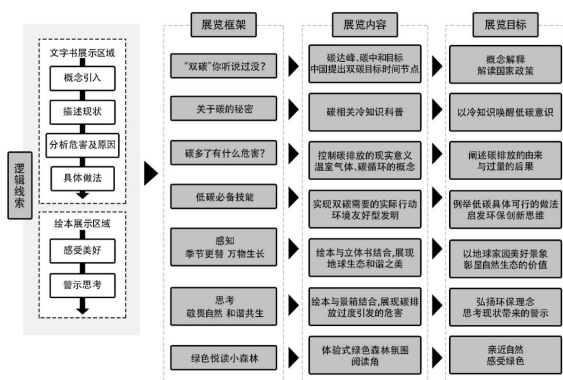 逻辑线索
文字书展示区域
概念引入
描述现状
分析危害及原因
具体做法
绘本展示区域
感受美好
警示思考
展览框架
展览内容
展览目标
“双碳”你听说过没？
碳达峰、碳中和目标
中国提出双碳目标时间节点
概念解释
解读国家政策
关于碳的秘密
碳相关冷知识科普
以冷知识唤醒低碳意识
碳多了有什么危害？
控制碳排放的现实意义
温室气体、碳循环的概念
阐述碳排放的由来
与过量的后果
低碳必备技能
实现双碳需要的实际行动
环境友好型发明
例举低碳具体可行的做法
启发环保创新思维
感知
季节更替 万物生长
绘本与立体书结合,展现
地球生态和谐之美
以地球家园美好景象
彰显自然生态的价值
思考
敬畏自然 和谐共生
绘本与景箱结合,展现碳排
放过度引发的危害
弘扬环保理念
思考现状带来的警示
绿色悦读小森林
体验式绿色森林氛围
阅读角
亲近自然
感受绿色